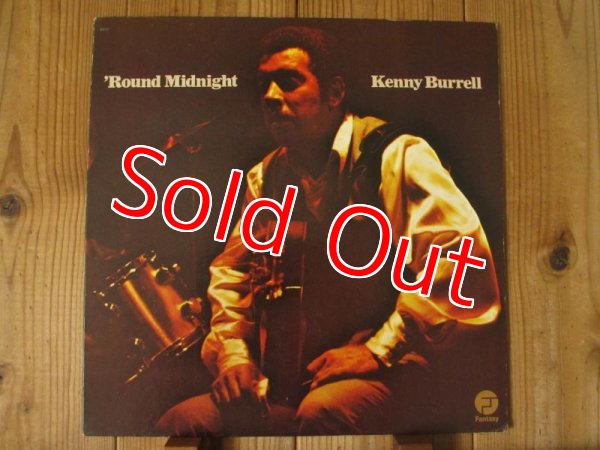 ’Round Midnight
Kenny Burrell
Sold Out
Fantasy